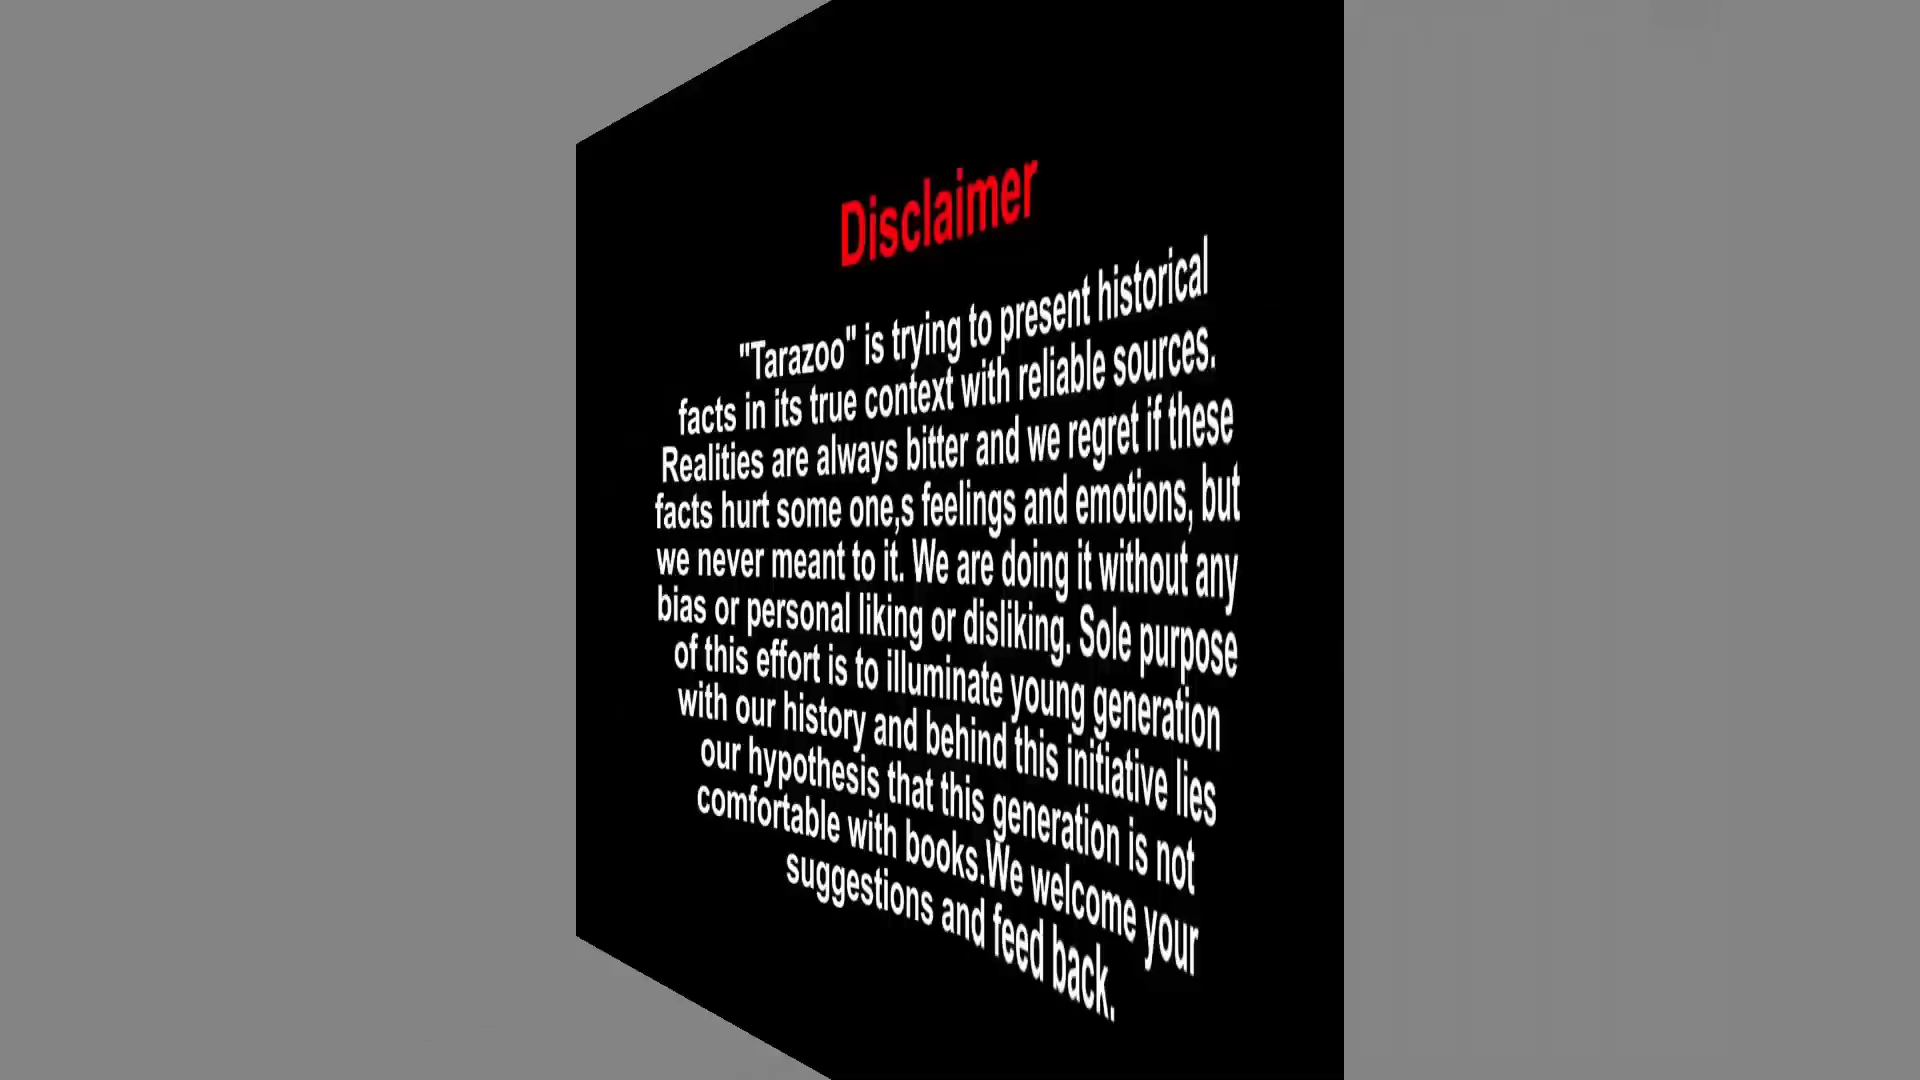 Disclaimer
"Tarazoo" is trying to present historical
facts in its true context with reliable sources.
Realities are always bitter and we regret if these
facts hurt some one,s feelings and emotions, but
we never meant to it. We are doing it without any
bias or personal liking or disliking. Sole purpose
of this effort is to illuminate young generation
with our history and behind this initiative lies
our hypothesis that this generation is not
comfortable with books.We welcome your
suggestions and feed back.